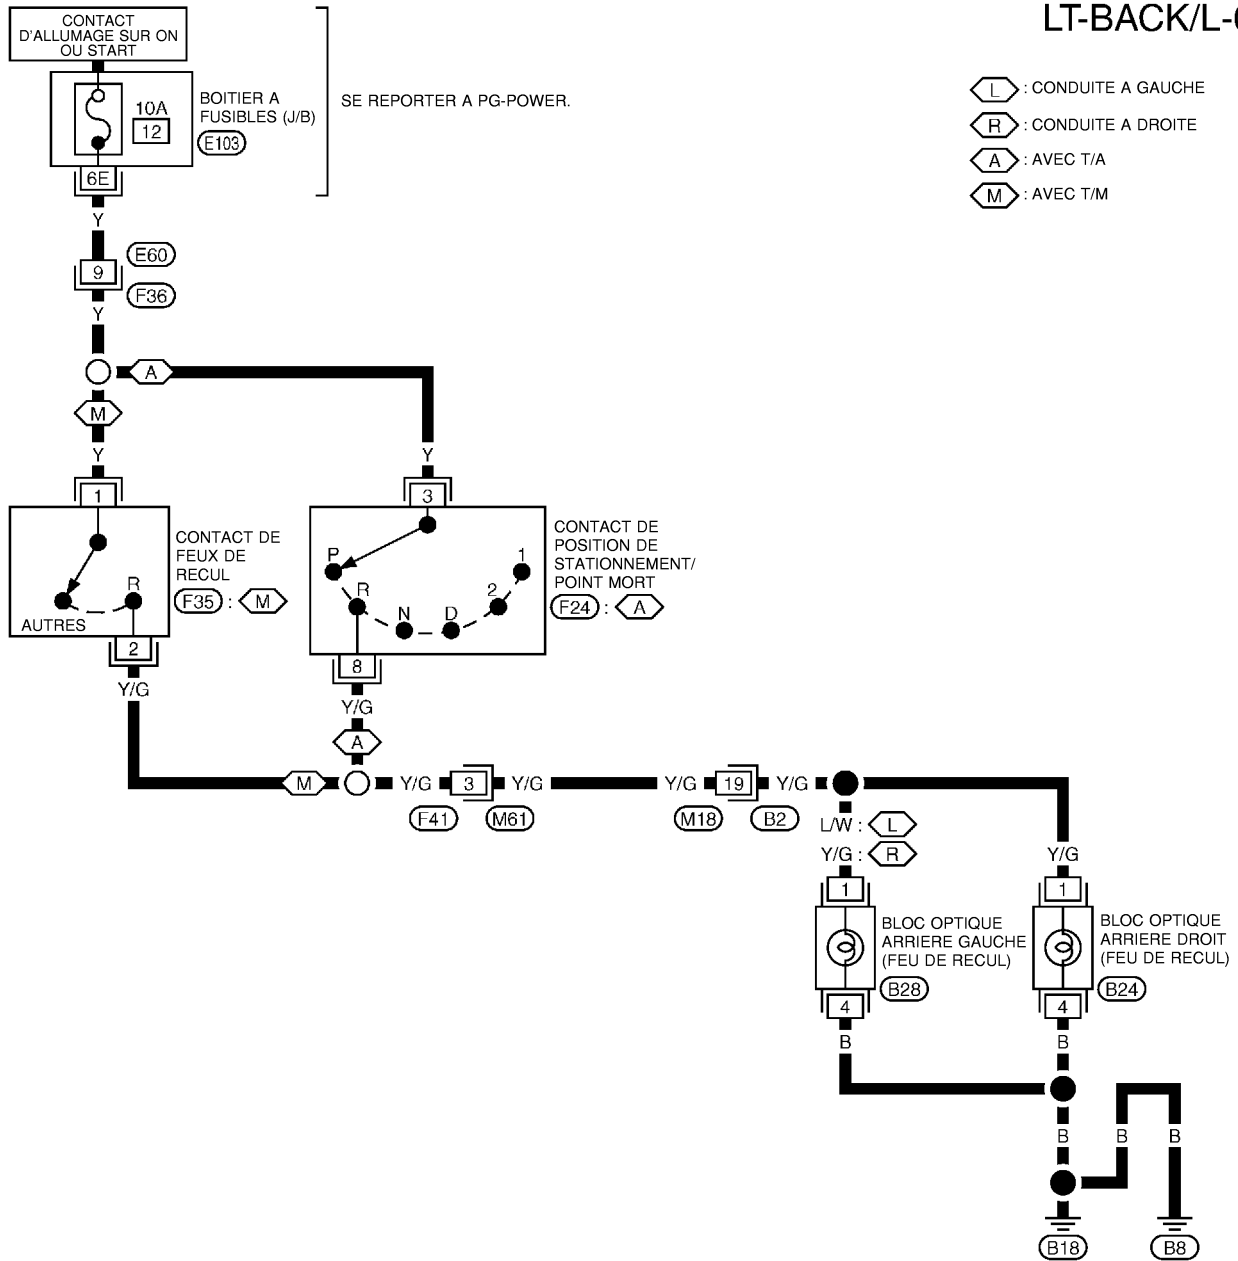 LT-BACK/L-
CONTACT
D'ALLUMAGE SUR ON
OU START
10A
12
BOITIER A
FUSIBLES (J/B)
E103
SE REPORTER A PG-POWER.
L : CONDUITE A GAUCHE
R : CONDUITE A DROITE
A : AVEC T/A
M : AVEC T/M
6E
Y
E60
9
F36
Y
A
M
Y
Y
1
3
CONTACT DE
FEUX DE
RECUL
F35 : M
R
AUTRES
2
Y/G
P
R
N
D
2
1
CONTACT DE
POSITION DE
STATIONNEMENT/
POINT MORT
F24 : A
8
Y/G
A
M
Y/G
3
Y/G
Y/G
19
Y/G
F41
M61
M18
B2
L/W : L
Y/G : R
Y/G
1
1
BLOC OPTIQUE
ARRIERE GAUCHE
(FEU DE RECUL)
B28
BLOC OPTIQUE
ARRIERE DROIT
(FEU DE RECUL)
B24
4
4
B
B
B
B
B
B18
B8